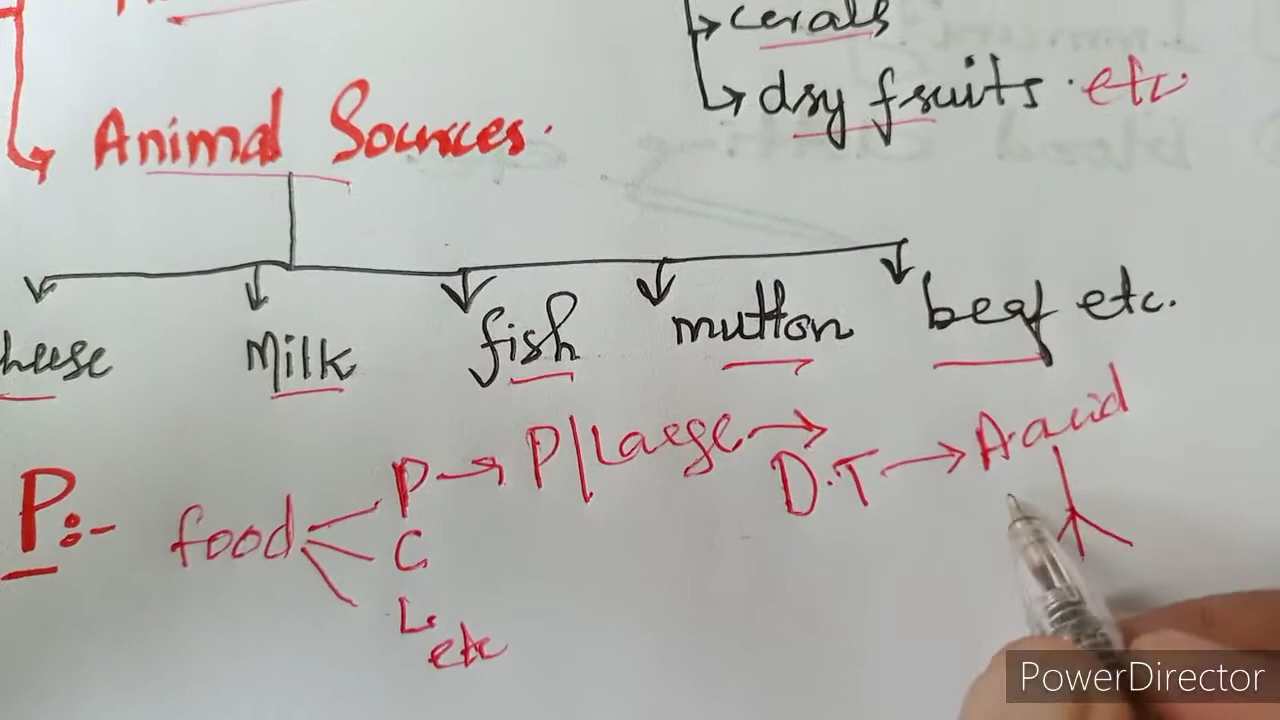 cerals
dry fruits. etc
Animal Sources.
heese
Milk
fish
mutton
beef etc.
P:- food
P → P/Large → D.T → A.acid
C
L
etc
PowerDirector